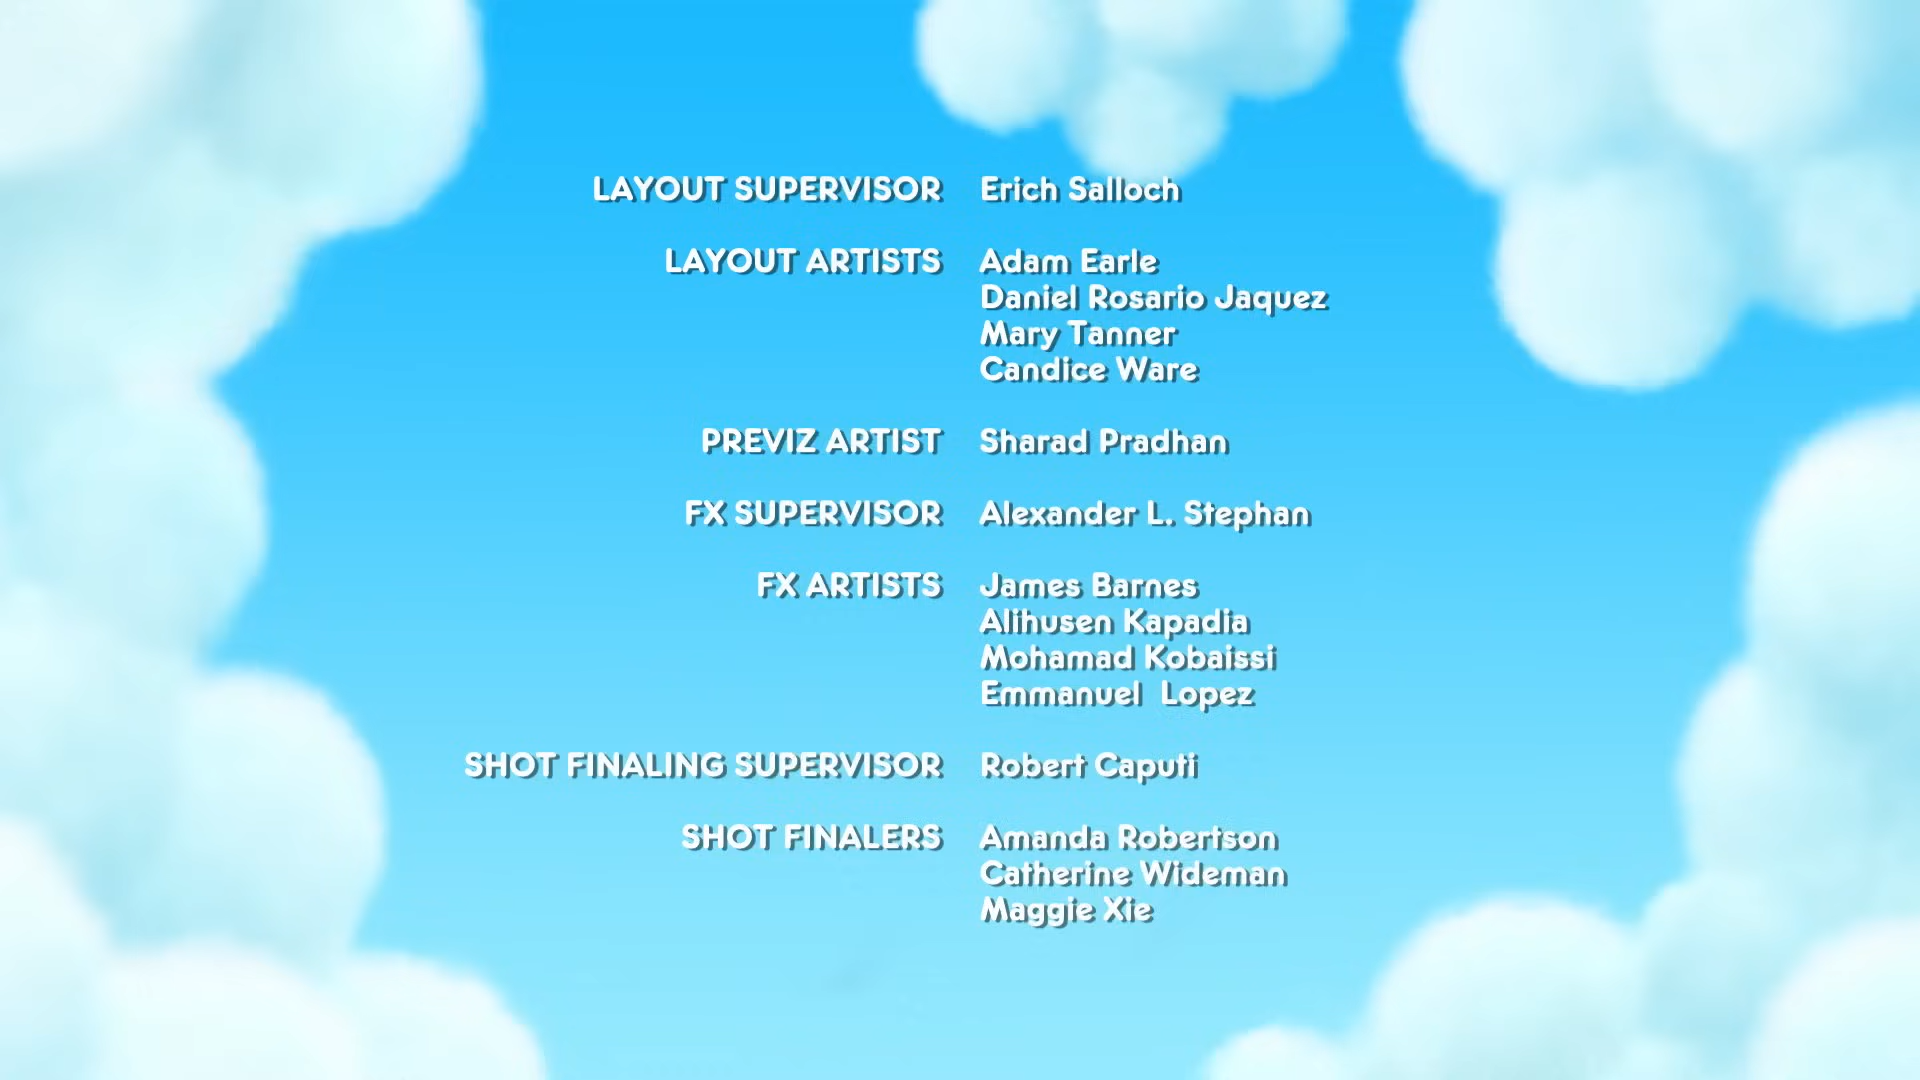 LAYOUT SUPERVISOR Erich Salloch
LAYOUT ARTISTS Adam Earle
Daniel Rosario Jaquez
Mary Tanner
Candice Ware
PREVIZ ARTIST Sharad Pradhan
FX SUPERVISOR Alexander L. Stephan
FX ARTISTS James Barnes
Alihusen Kapadia
Mohamad Kobaissi
Emmanuel  Lopez
SHOT FINALING SUPERVISOR Robert Caputi
SHOT FINALERS Amanda Robertson
Catherine Wideman
Maggie Xie